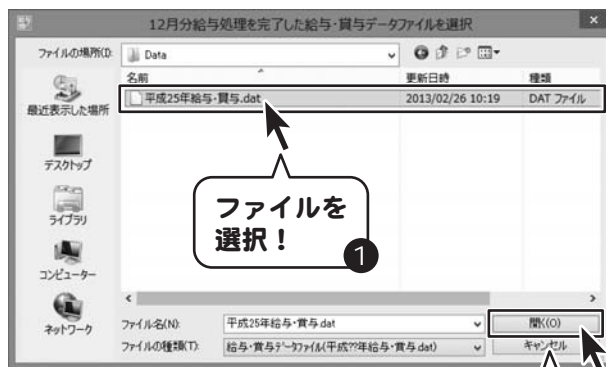 12月分給与処理を完了した給与・賞与データファイルを選択
ファイルの場所(I):
Data
名前
更新日時
種類
平成25年給与・賞与.dat
2013/02/26 10:19
DAT ファイル
最近表示した場所
デスクトップ
ライブラリ
コンピューター
ネットワーク
ファイルを
選択！
1
ファイル名(N):
平成25年給与・賞与.dat
開く(O)
ファイルの種類(T):
給与・賞与データファイル(平成??年給与・賞与.dat)
キャンセル